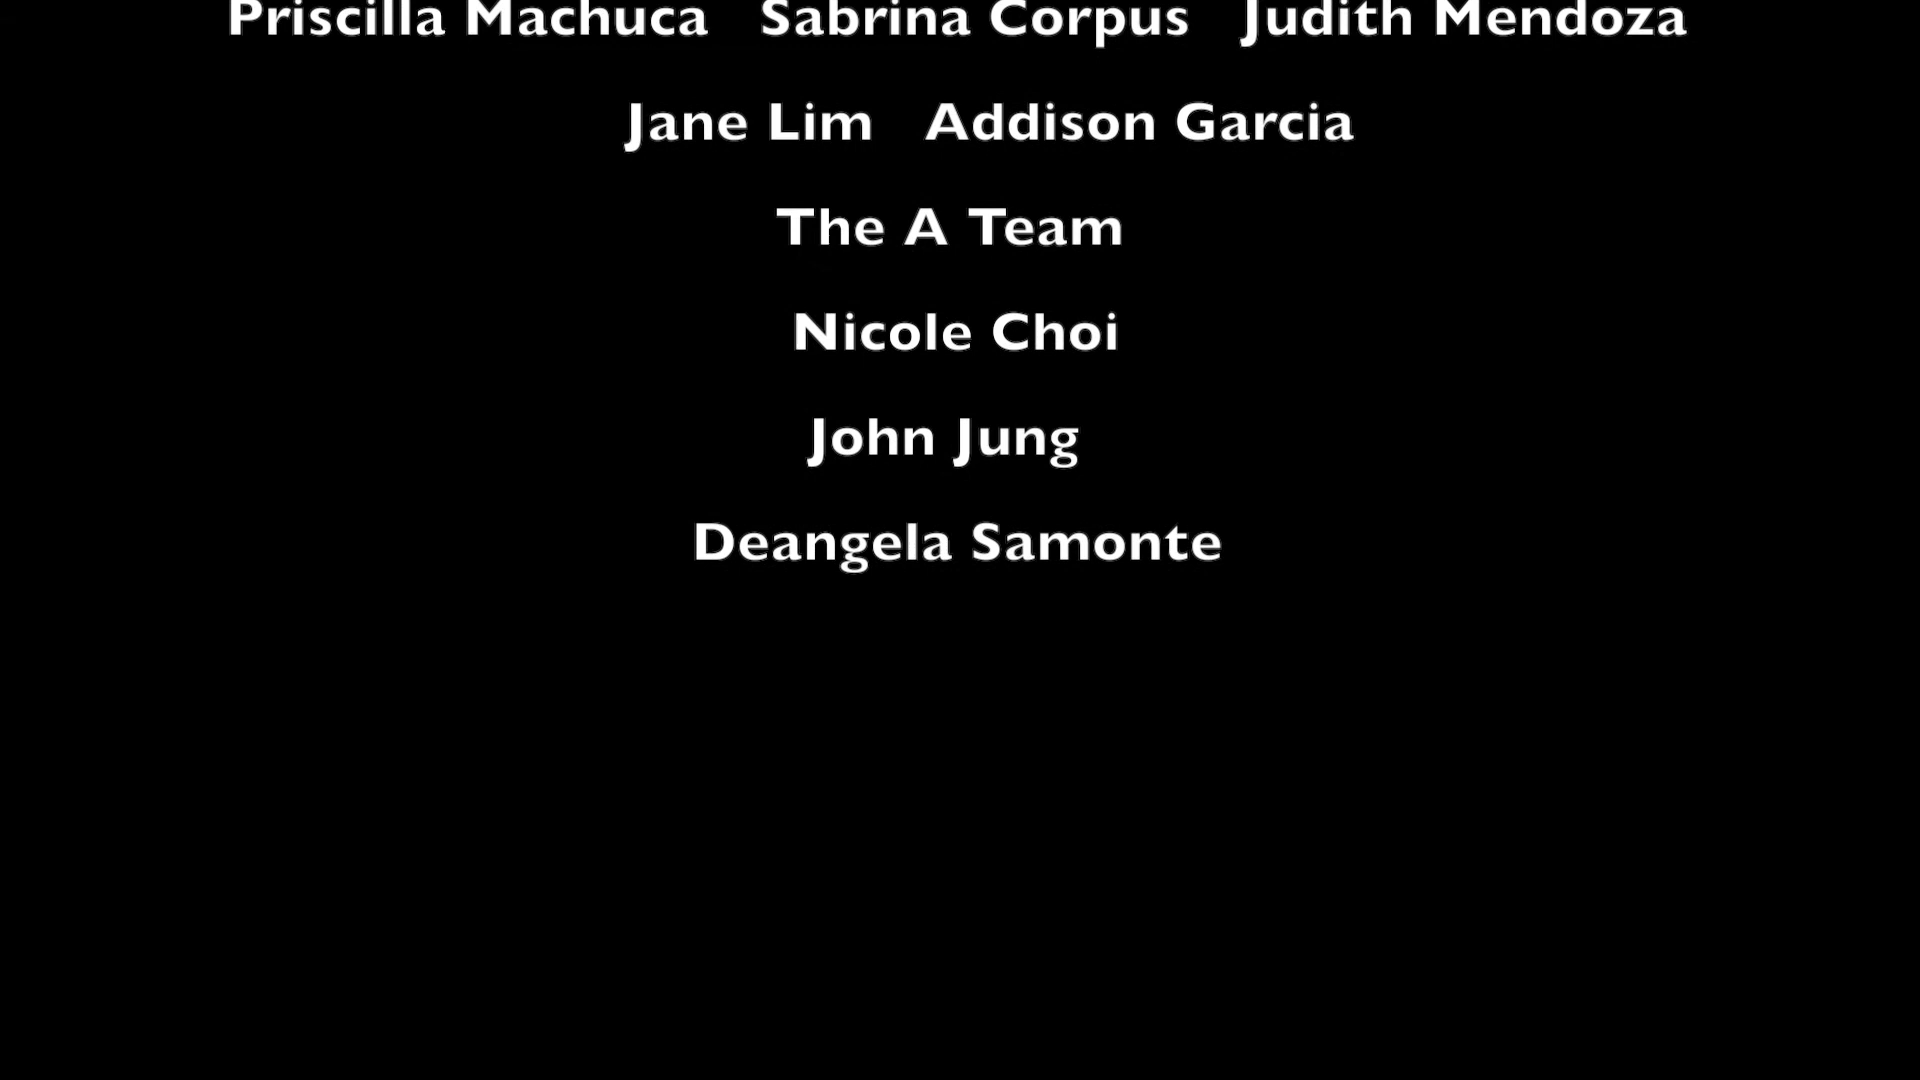 Priscilla Machuca Sabrina Corpus Judith Mendoza
Jane Lim Addison Garcia
The A Team
Nicole Choi
John Jung
Deangela Samonte